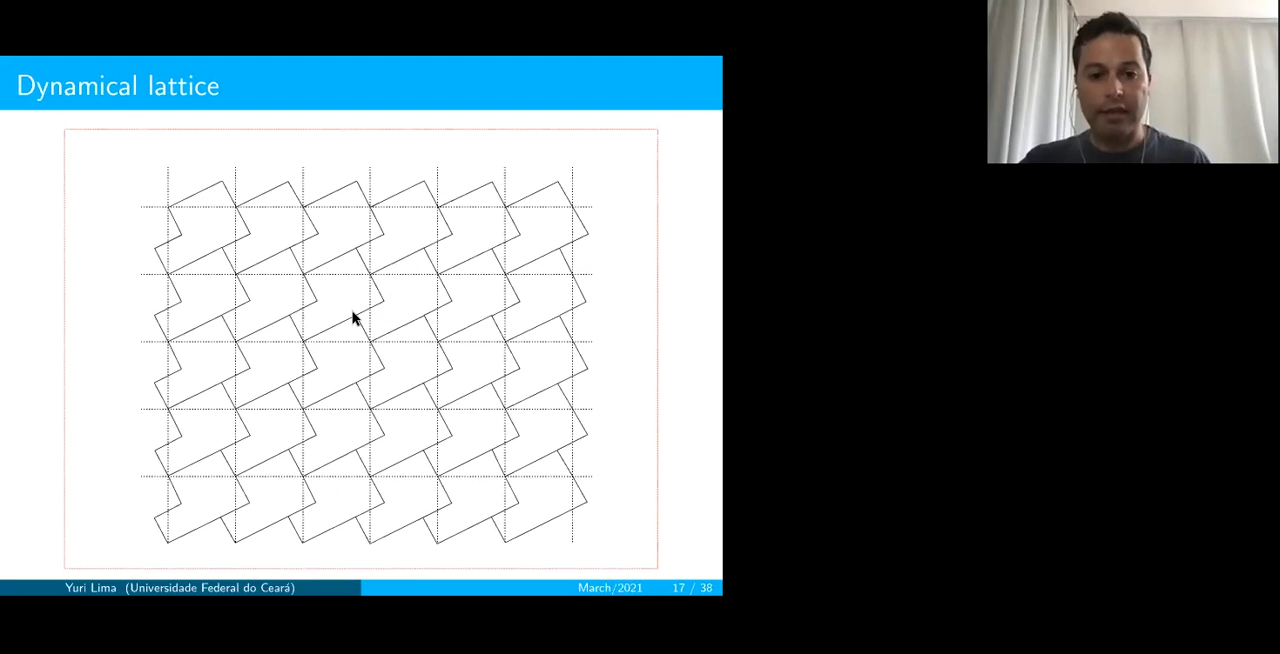 Dynamical lattice
Yuri Lima (Universidade Federal do Ceará)
March/2021
17 / 38